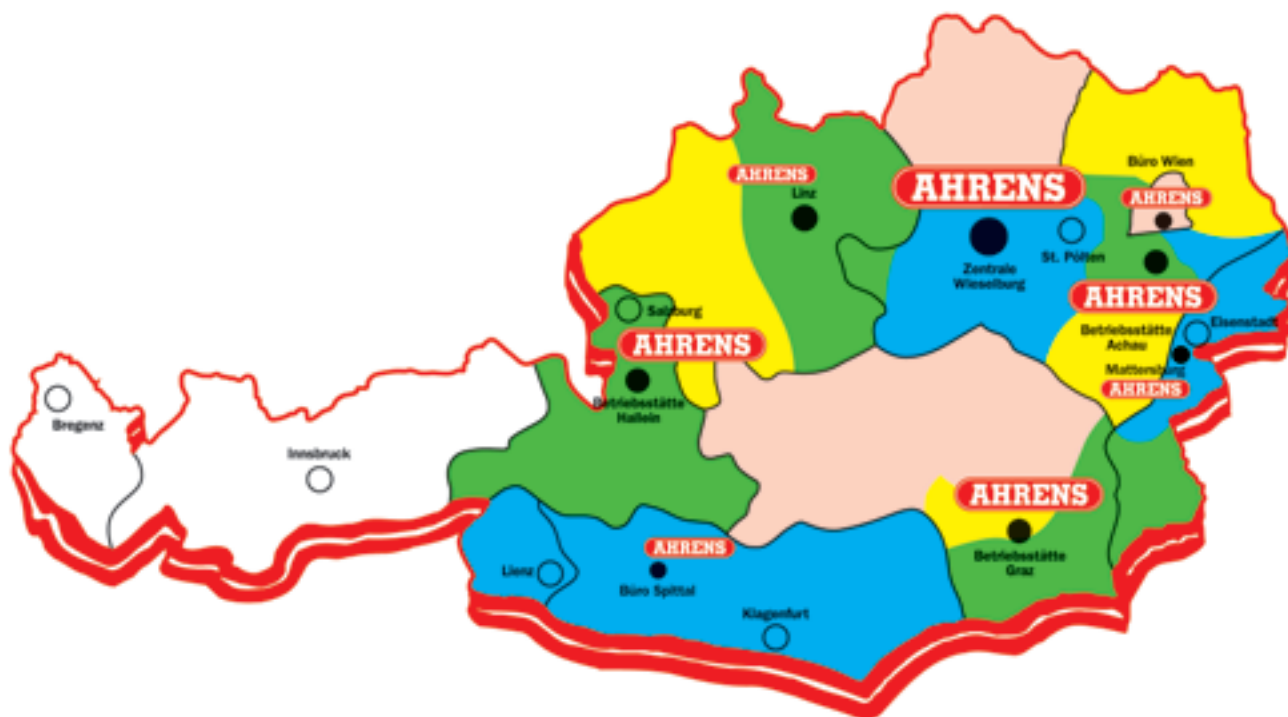 Büro Wien
AHRENS
AHRENS
Linz
AHRENS
Zentrale
Wieselburg
St. Pölten
AHRENS
Betriebsstätte
Achau
Eisenstadt
Mattersburg
AHRENS
Salzburg
AHRENS
Betriebsstätte
Hallein
Bregenz
Innsbruck
AHRENS
Betriebsstätte
Graz
AHRENS
Büro Spittal
Lienz
Klagenfurt